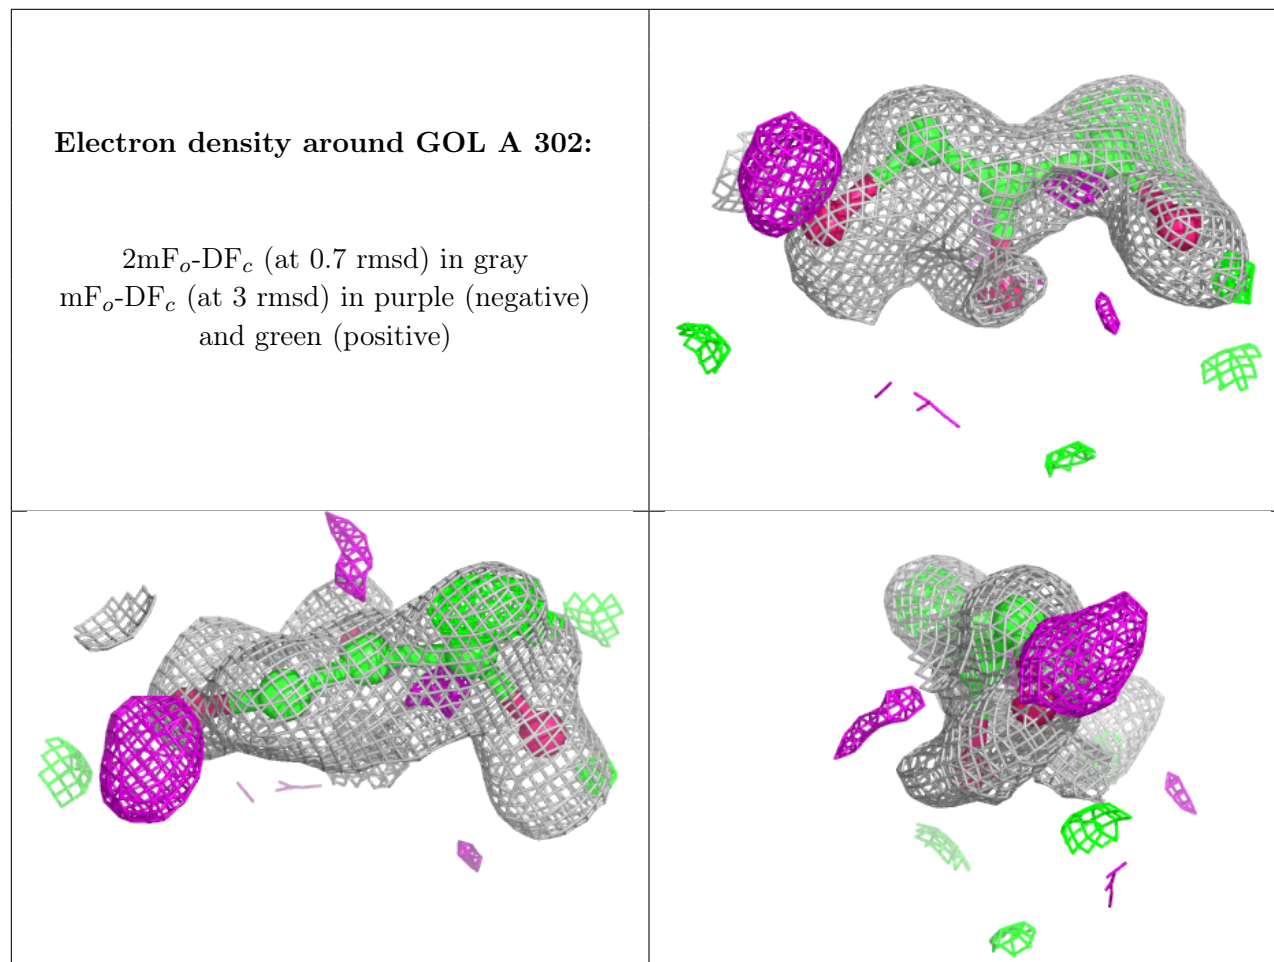 Electron density around GOL A 302:
2mFo-DFc (at 0.7 rmsd) in gray
mFo-DFc (at 3 rmsd) in purple (negative)
and green (positive)